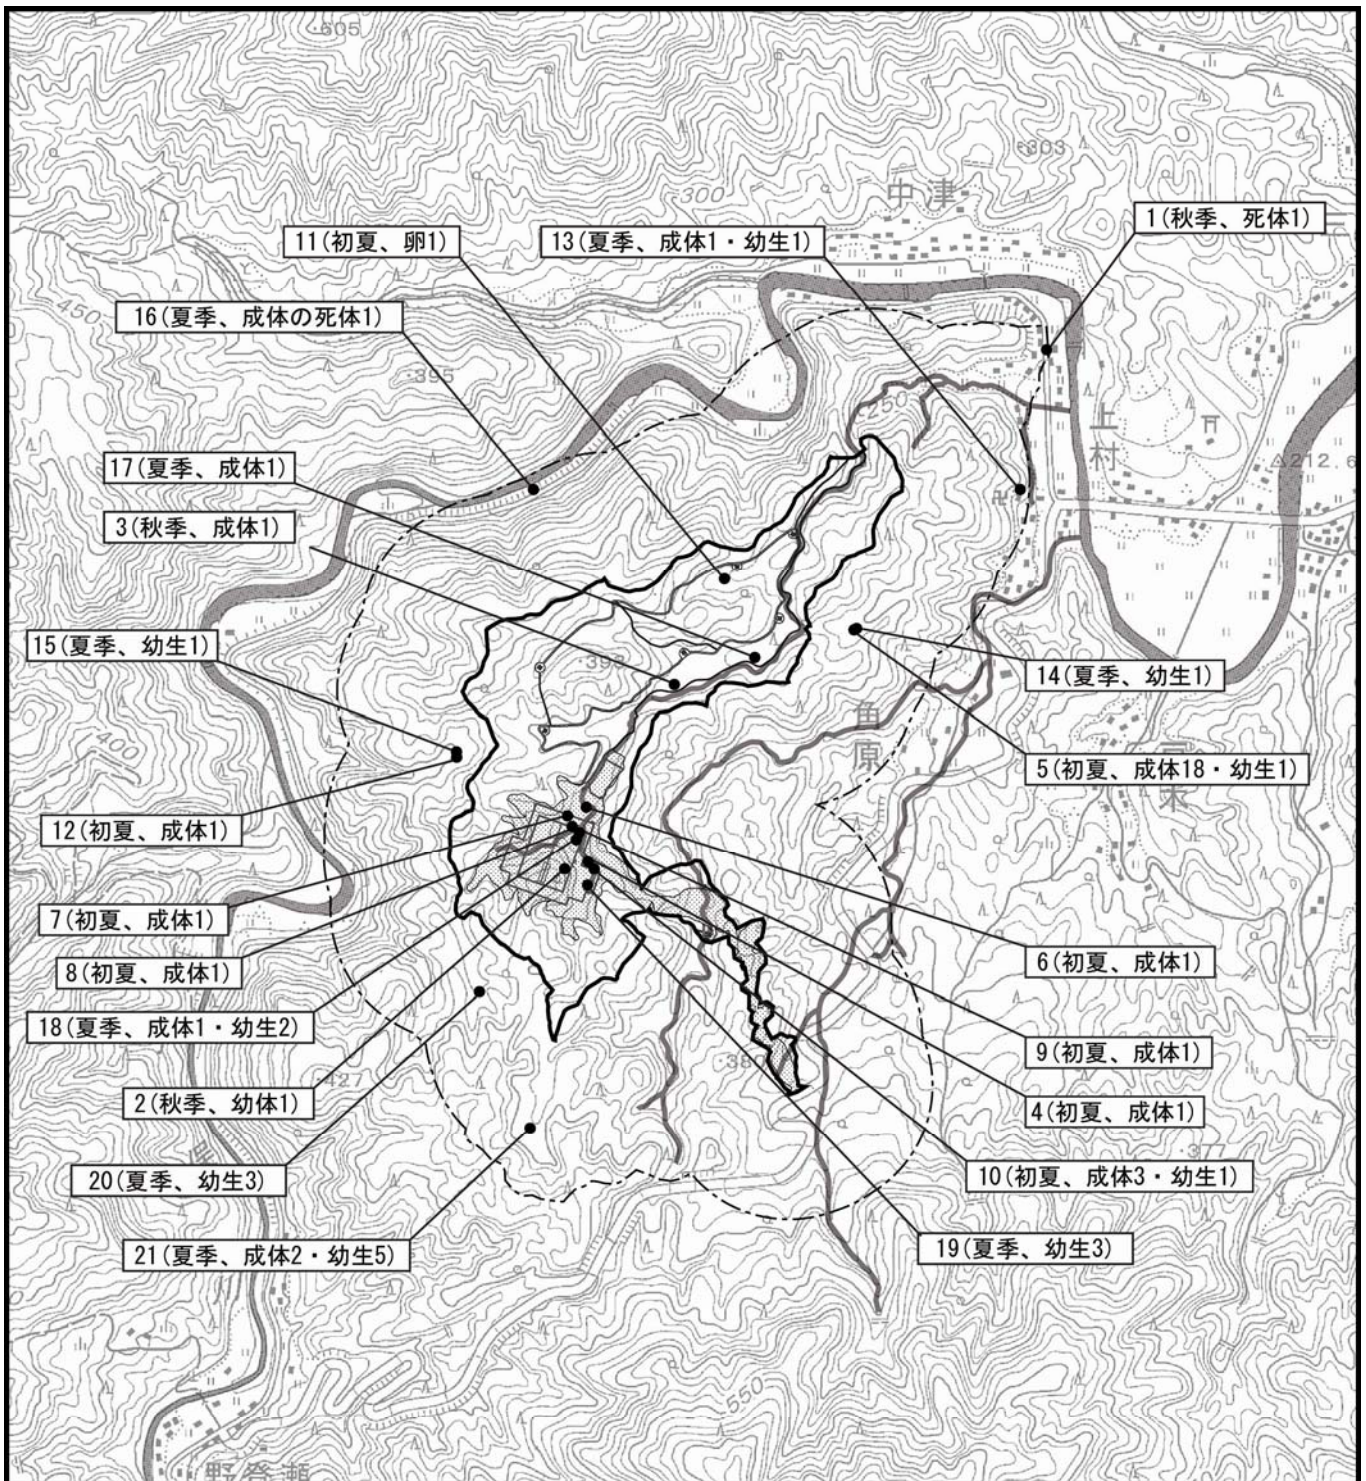 ・605
・303
中津
300
1(秋季、死体1)
11(初夏、卵1)
13(夏季、成体1・幼生1)
450
16(夏季、成体の死体1)
・395
250
上村
17(夏季、成体1)
212.6
3(秋季、成体1)
15(夏季、幼生1)
14(夏季、幼生1)
角原
400
5(初夏、成体18・幼生1)
12(初夏、成体1)
7(初夏、成体1)
8(初夏、成体1)
6(初夏、成体1)
18(夏季、成体1・幼生2)
9(初夏、成体1)
・380
・427
2(秋季、幼体1)
4(初夏、成体1)
20(夏季、幼生3)
10(初夏、成体3・幼生1)
21(夏季、成体2・幼生5)
19(夏季、幼生3)
川
550
野登瀬